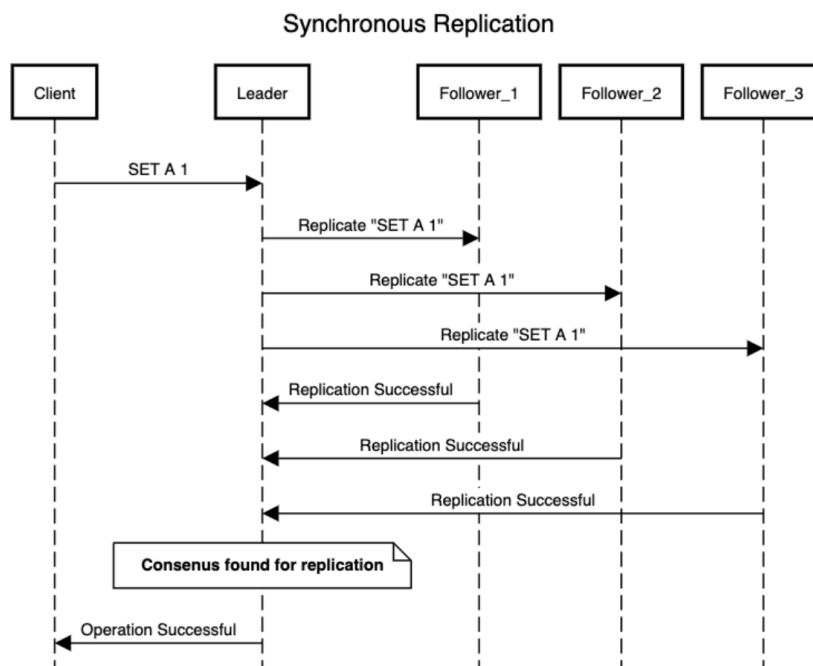 Synchronous Replication
Client
Leader
Follower_1
Follower_2
Follower_3
SET A 1
Replicate "SET A 1"
Replicate "SET A 1"
Replicate "SET A 1"
Replication Successful
Replication Successful
Replication Successful
Consenus found for replication
Operation Successful